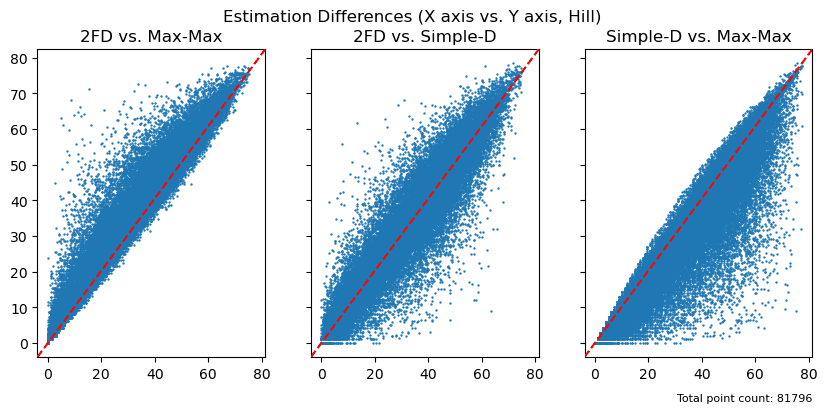 Estimation Differences (X axis vs. Y axis, Hill)
2FD vs. Max-Max
2FD vs. Simple-D
Simple-D vs. Max-Max
80
70
60
50
40
30
20
10
0
0 20 40 60 80
0 20 40 60 80
0 20 40 60 80
Total point count: 81796